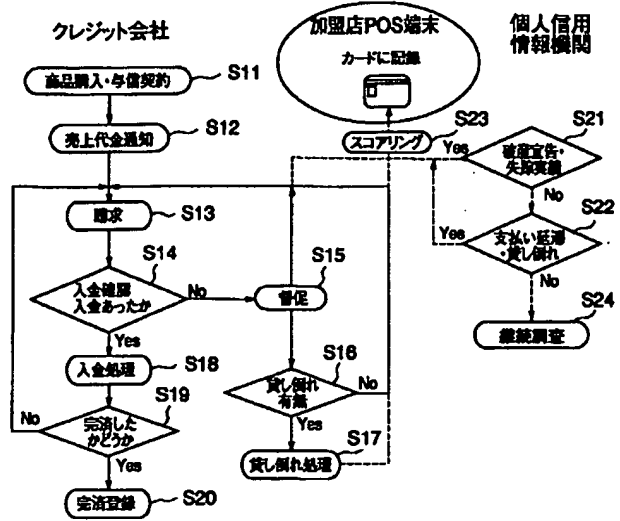 クレジット会社
加盟店POS端末
カードに記録
個人信用
情報機関
商品購入・与信契約
S11
売上代金通知
S12
スコアリング
S23
破産宣告・
失踪実績
S21
Yes
No
請求
S13
支払い延滞
・貸し倒れ
S22
Yes
No
入金確認
入金あったか
S14
No
Yes
督促
S15
継続調査
S24
入金処理
S18
貸し倒れ
有無
S16
No
Yes
完済した
かどうか
S19
No
Yes
貸し倒れ処理
S17
完済登録
S20